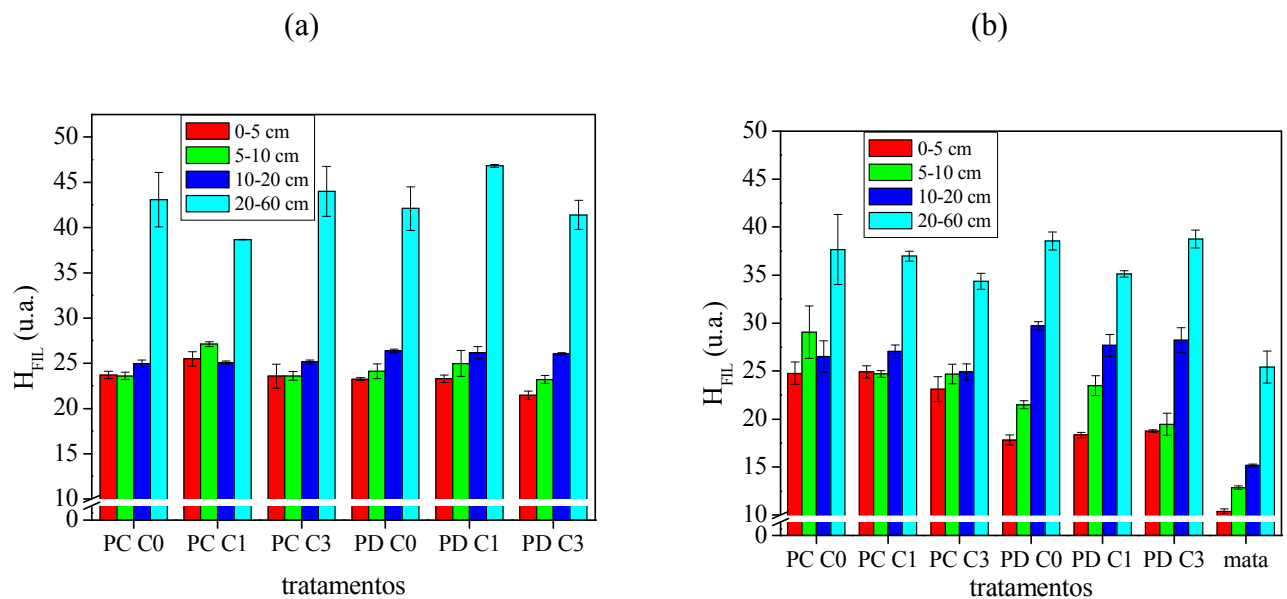 (a)
H_FIL (u.a.)
50
45
40
35
30
25
20
15
10
0
0-5 cm
5-10 cm
10-20 cm
20-60 cm
PC C0 PC C1 PC C3 PD C0 PD C1 PD C3
tratamentos
(b)
H_FIL (u.a.)
50
45
40
35
30
25
20
15
10
0
0-5 cm
5-10 cm
10-20 cm
20-60 cm
PC C0 PC C1 PC C3 PD C0 PD C1 PD C3 mata
tratamentos